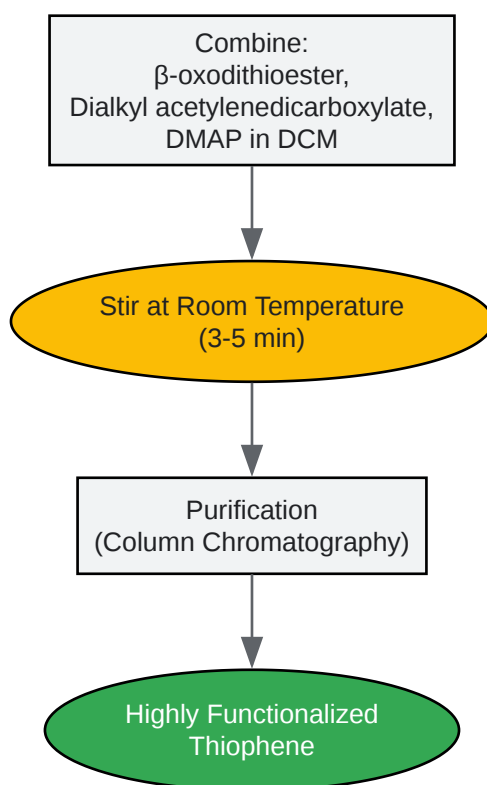 Combine:
β-oxodithioester,
Dialkyl acetylenedicarboxylate,
DMAP in DCM
Stir at Room Temperature
(3-5 min)
Purification
(Column Chromatography)
Highly Functionalized
Thiophene